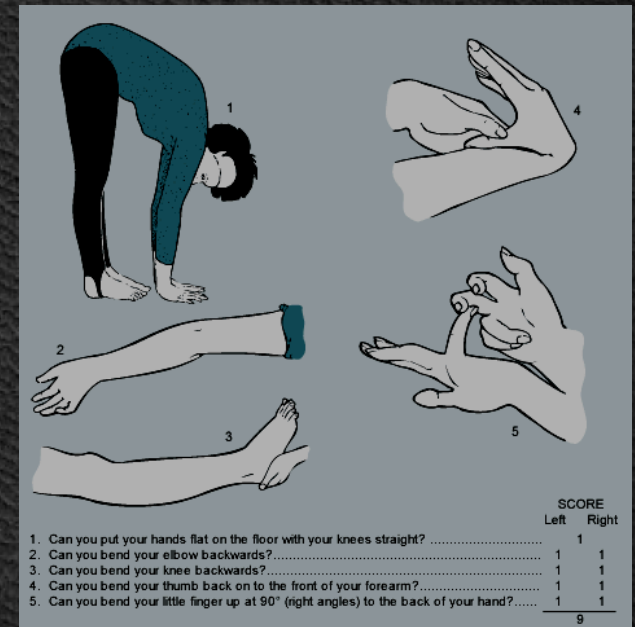 1
4
2
3
5
SCORE
Left Right
1. Can you put your hands flat on the floor with your knees straight? ............................ 1
2. Can you bend your elbow backwards?.................................................................... 1 1
3. Can you bend your knee backwards?..................................................................... 1 1
4. Can you bend your thumb back on to the front of your forearm?............................... 1 1
5. Can you bend your little finger up at 90° (right angles) to the back of your hand?...... 1 1
9